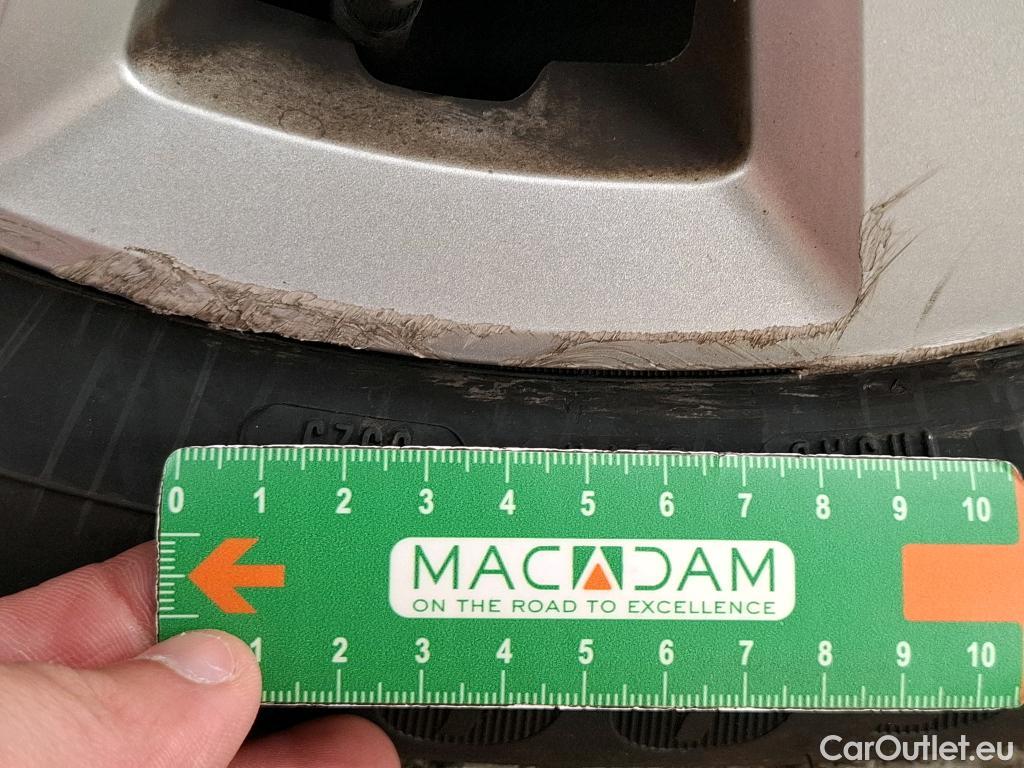 0 1 2 3 4 5 6 7 8 9 10
MACADAM
ON THE ROAD TO EXCELLENCE
1 2 3 4 5 6 7 8 9 10
CarOutlet.eu